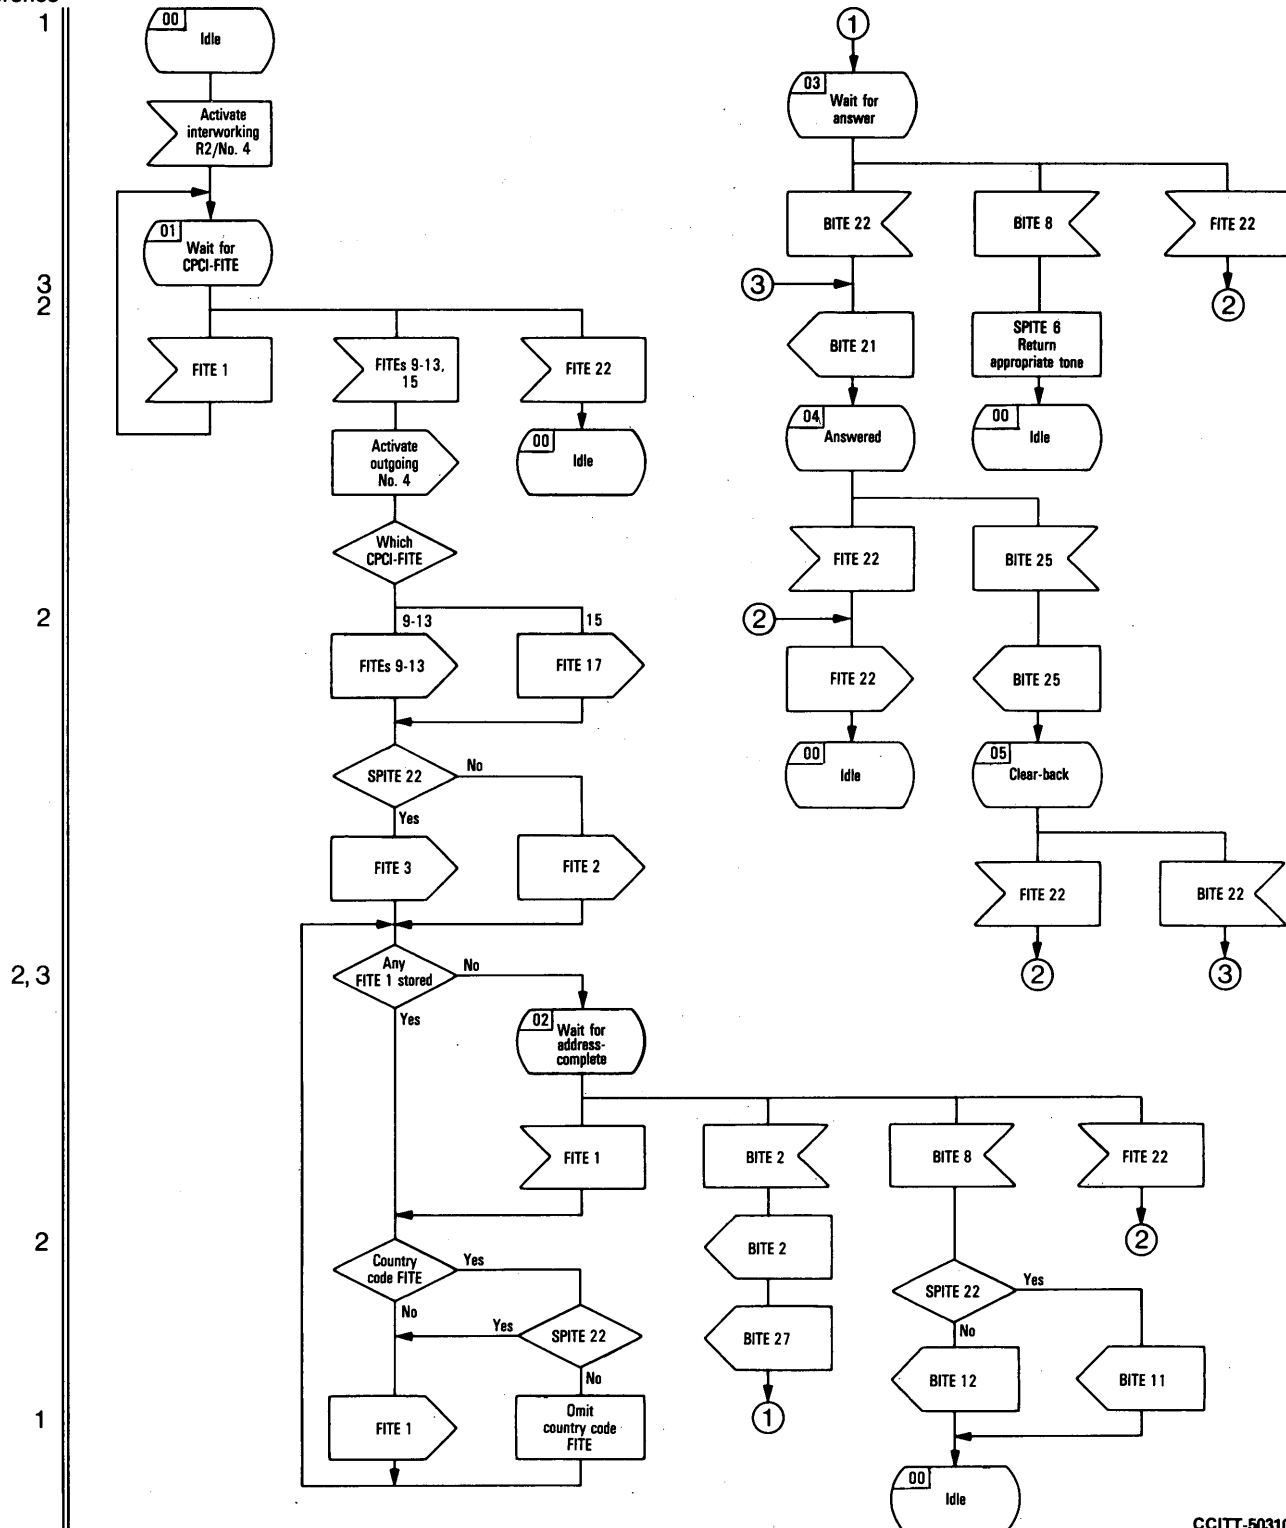 1
00
Idle
Activate
interworking
R2/No. 4
01
Wait for
CPCI-FITE
3
2
FITE 1
FITEs 9-13,
15
FITE 22
Activate
outgoing
No. 4
00
Idle
Which
CPCI-FITE
2
9-13
15
FITEs 9-13
FITE 17
SPITE 22
No
Yes
FITE 3
FITE 2
2, 3
Any
FITE 1 stored
No
Yes
02
Wait for
address-
complete
FITE 1
BITE 2
BITE 8
FITE 22
2
BITE 2
2
Country
code FITE
Yes
No
SPITE 22
Yes
No
BITE 27
SPITE 22
Yes
No
BITE 12
BITE 11
1
1
FITE 1
Omit
country code
FITE
00
Idle
1
03
Wait for
answer
BITE 22
BITE 8
FITE 22
3
2
BITE 21
SPITE 6
Return
appropriate tone
04
Answered
00
Idle
FITE 22
BITE 25
2
FITE 22
BITE 25
00
Idle
05
Clear-back
FITE 22
BITE 22
2
3